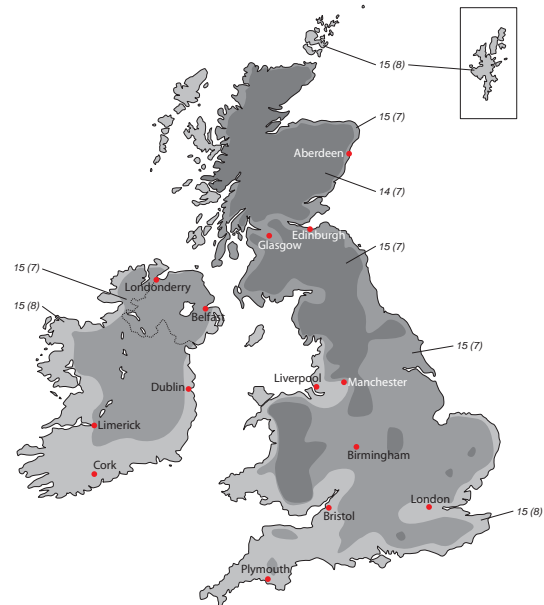 15 (8)
15 (7)
Aberdeen
14 (7)
Edinburgh
Glasgow
15 (7)
15 (7)
Londonderry
15 (8)
Belfast
15 (7)
Liverpool
Manchester
Dublin
Limerick
Birmingham
Cork
London
Bristol
15 (8)
Plymouth